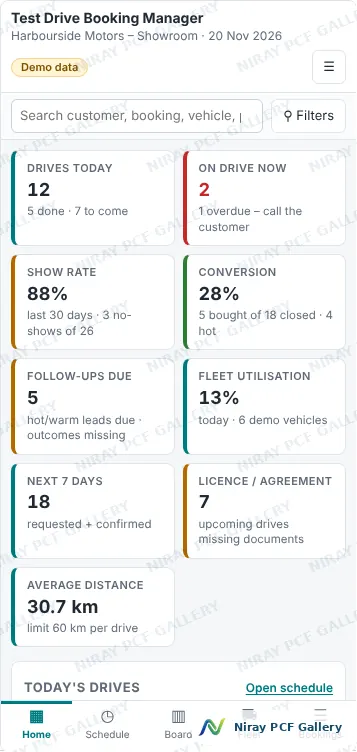 Test Drive Booking Manager
Harbourside Motors – Showroom · 20 Nov 2026
Demo data
☰
Search customer, booking, vehicle,
Filters
DRIVES TODAY
12
5 done · 7 to come
ON DRIVE NOW
2
1 overdue – call the
customer
SHOW RATE
88%
last 30 days · 3 no-
shows of 26
CONVERSION
28%
5 bought of 18 closed · 4
hot
FOLLOW-UPS DUE
5
hot/warm leads due ·
outcomes missing
FLEET UTILISATION
13%
today · 6 demo vehicles
NEXT 7 DAYS
18
requested + confirmed
LICENCE / AGREEMENT
7
upcoming drives
missing documents
AVERAGE DISTANCE
30.7 km
limit 60 km per drive
TODAY'S DRIVES
Open schedule
Home
Schedule
Board
Niray PCF Gallery
NIRAY PCF GALLERY